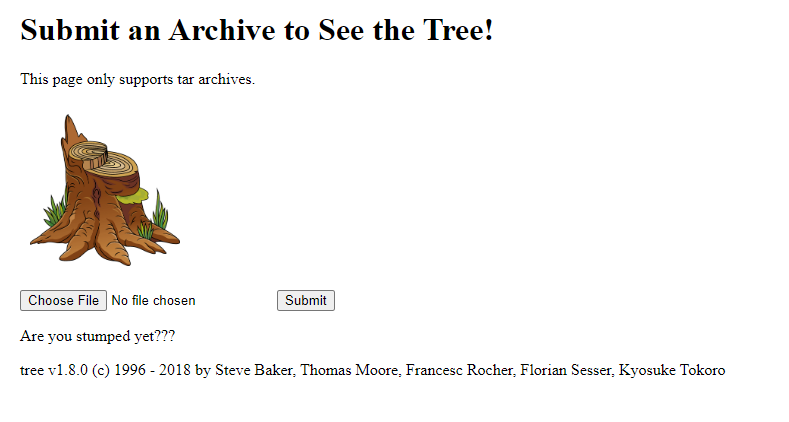 Submit an Archive to See the Tree!
This page only supports tar archives.
Choose File No file chosen Submit
Are you stumped yet???
tree v1.8.0 (c) 1996 - 2018 by Steve Baker, Thomas Moore, Francesc Rocher, Florian Sesser, Kyosuke Tokoro